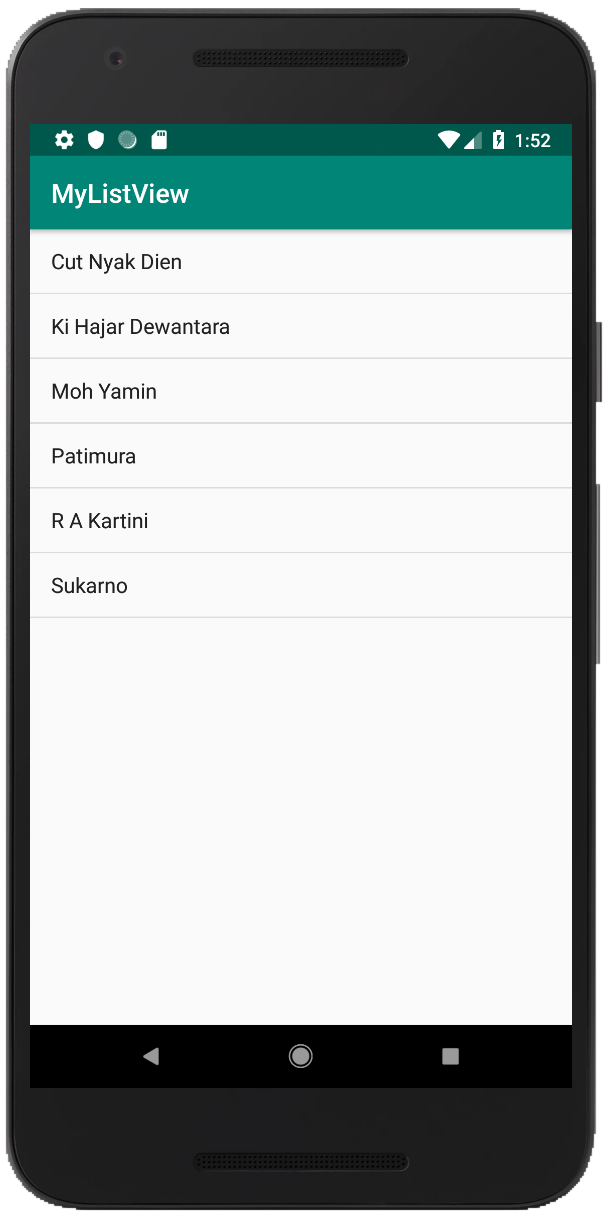 1:52
MyListView
Cut Nyak Dien
Ki Hajar Dewantara
Moh Yamin
Patimura
R A Kartini
Sukarno